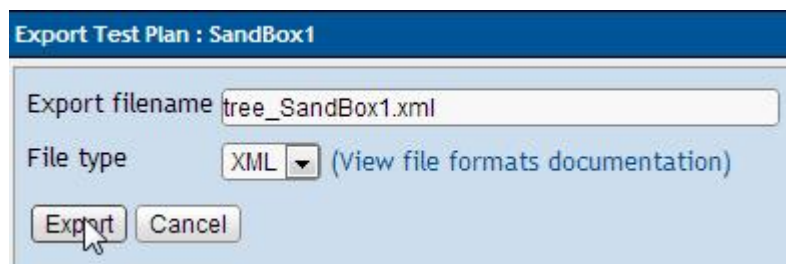 Export Test Plan : SandBox1
Export filename tree_SandBox1.xml
File type XML (View file formats documentation)
Export Cancel